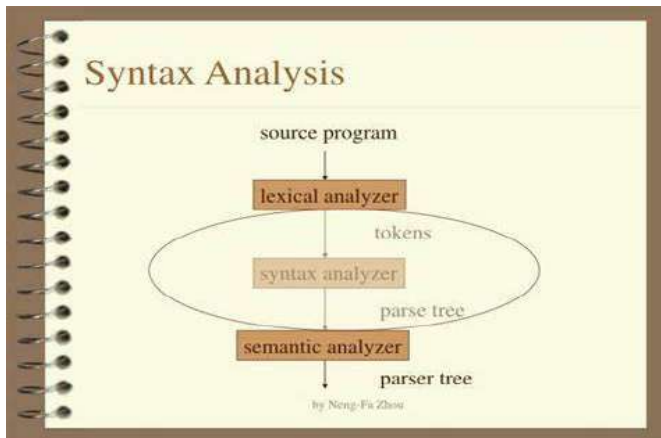 Syntax Analysis
source program
lexical analyzer
tokens
syntax analyzer
parse tree
semantic analyzer
parser tree
by Neng-Fa Zhou